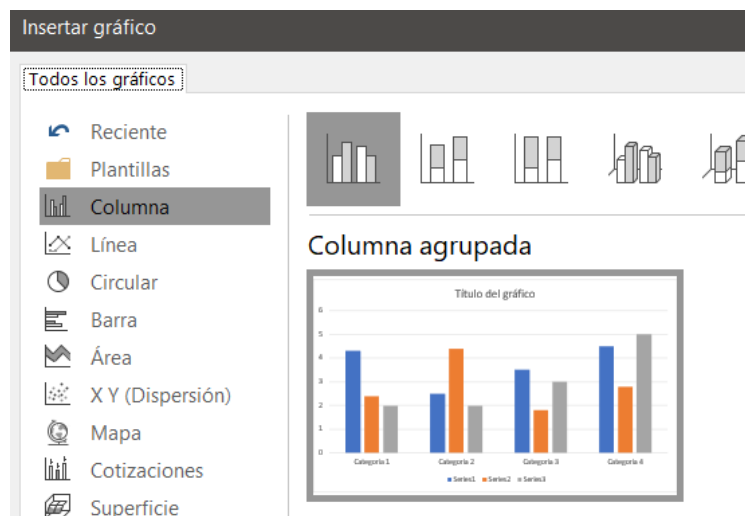 Insertar gráfico
Todos los gráficos
Reciente
Plantillas
Columna
Línea
Circular
Barra
Área
X Y (Dispersión)
Mapa
Cotizaciones
Superficie
Columna agrupada
Título del gráfico
6
5
4
3
2
1
0
Categoría 1 Categoría 2 Categoría 3 Categoría 4
Series1 Series2 Series3